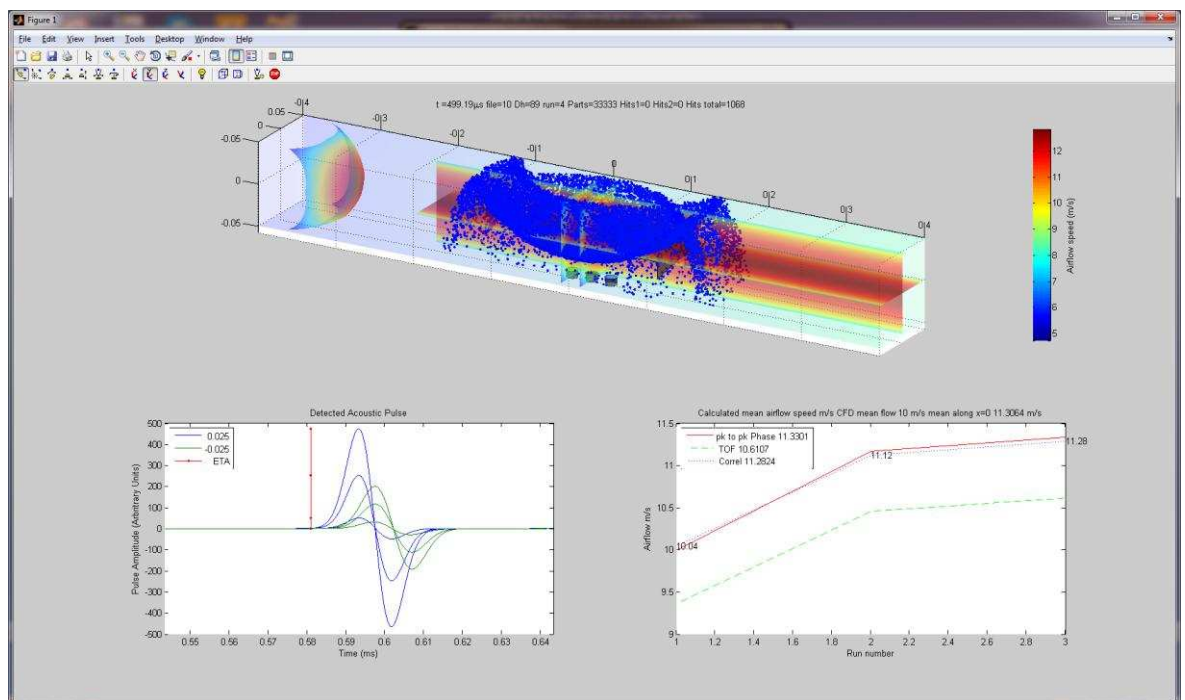 Figure 1
File Edit View Insert Tools Desktop Window Help
t =499.19µs file=10 Dh=89 run=4 Parts=33333 Hits1=0 Hits2=0 Hits total=1068
-0.4
-0.3
-0.2
-0.1
0
0.1
0.2
0.3
0.4
0.05
0
-0.05
0.05
0
-0.05
12
11
10
9
8
7
6
5
Airflow speed (m/s)
Detected Acoustic Pulse
500
400
300
200
100
0
-100
-200
-300
-400
-500
Pulse Amplitude (Arbritrary Units)
0.025
-0.025
ETA
0.55 0.56 0.57 0.58 0.59 0.6 0.61 0.62 0.63 0.64
Time (ms)
Calculated mean airflow speed m/s CFD mean flow 10 m/s mean along x=0 11.3064 m/s
11.5
11
10.5
10
9.5
9
Airflow m/s
pk to pk Phase 11.3301
TOF 10.6107
Correl 11.2824
10.04
11.12
11.28
1 1.2 1.4 1.6 1.8 2 2.2 2.4 2.6 2.8 3
Run number